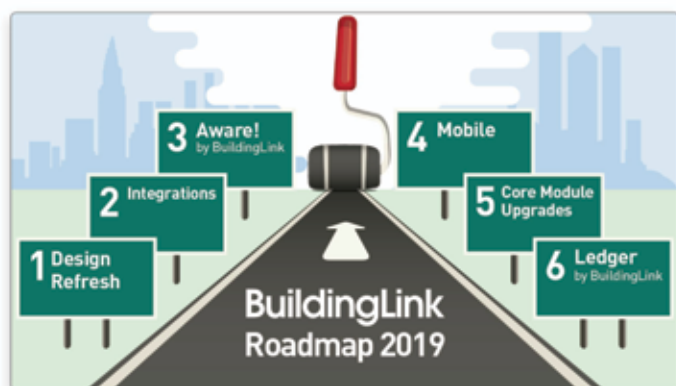 1 Design
Refresh
2 Integrations
3 Aware!
by BuildingLink
4 Mobile
5 Core Module
Upgrades
6 Ledger
by BuildingLink
BuildingLink
Roadmap 2019